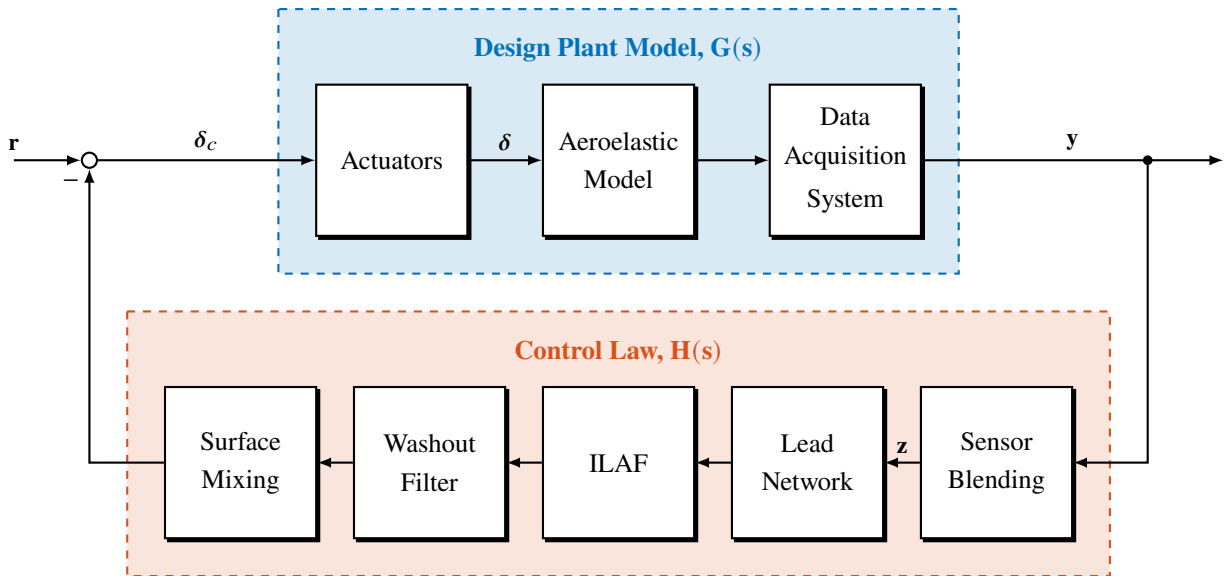 Design Plant Model, G(s)
r
−
δc
Actuators
δ
Aeroelastic
Model
Data
Acquisition
System
y
Control Law, H(s)
Surface
Mixing
Washout
Filter
ILAF
Lead
Network
z
Sensor
Blending